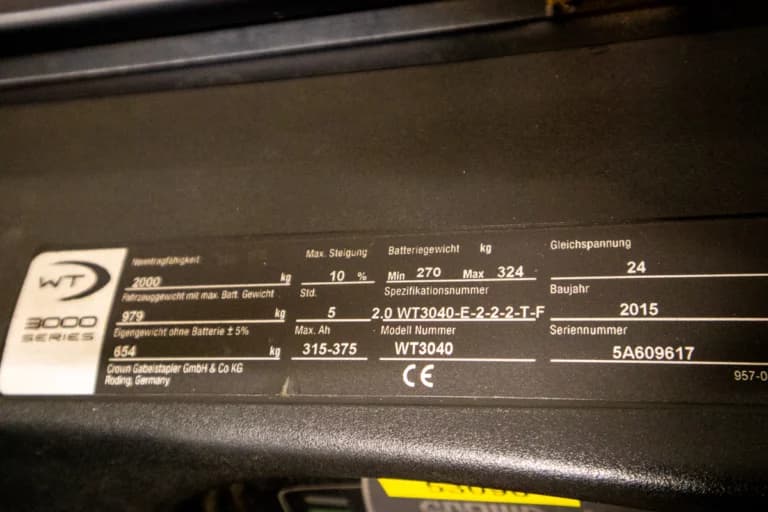 WT
3000
SERIES
Nenntragfähigkeit
2000 kg
Fahrzeuggewicht mit max. Batt. Gewicht
979 kg
Eigengewicht ohne Batterie ± 5%
654 kg
Crown Gabelstapler GmbH & Co KG
Roding, Germany
Max. Steigung
10 %
Std.
5
Max. Ah
315-375
Batteriegewicht kg
Min 270 Max 324
Spezifikationsnummer
2.0 WT3040-E-2-2-2-T-F
Modell Nummer
WT3040
CE
Gleichspannung
24
Baujahr
2015
Seriennummer
5A609617
957-0